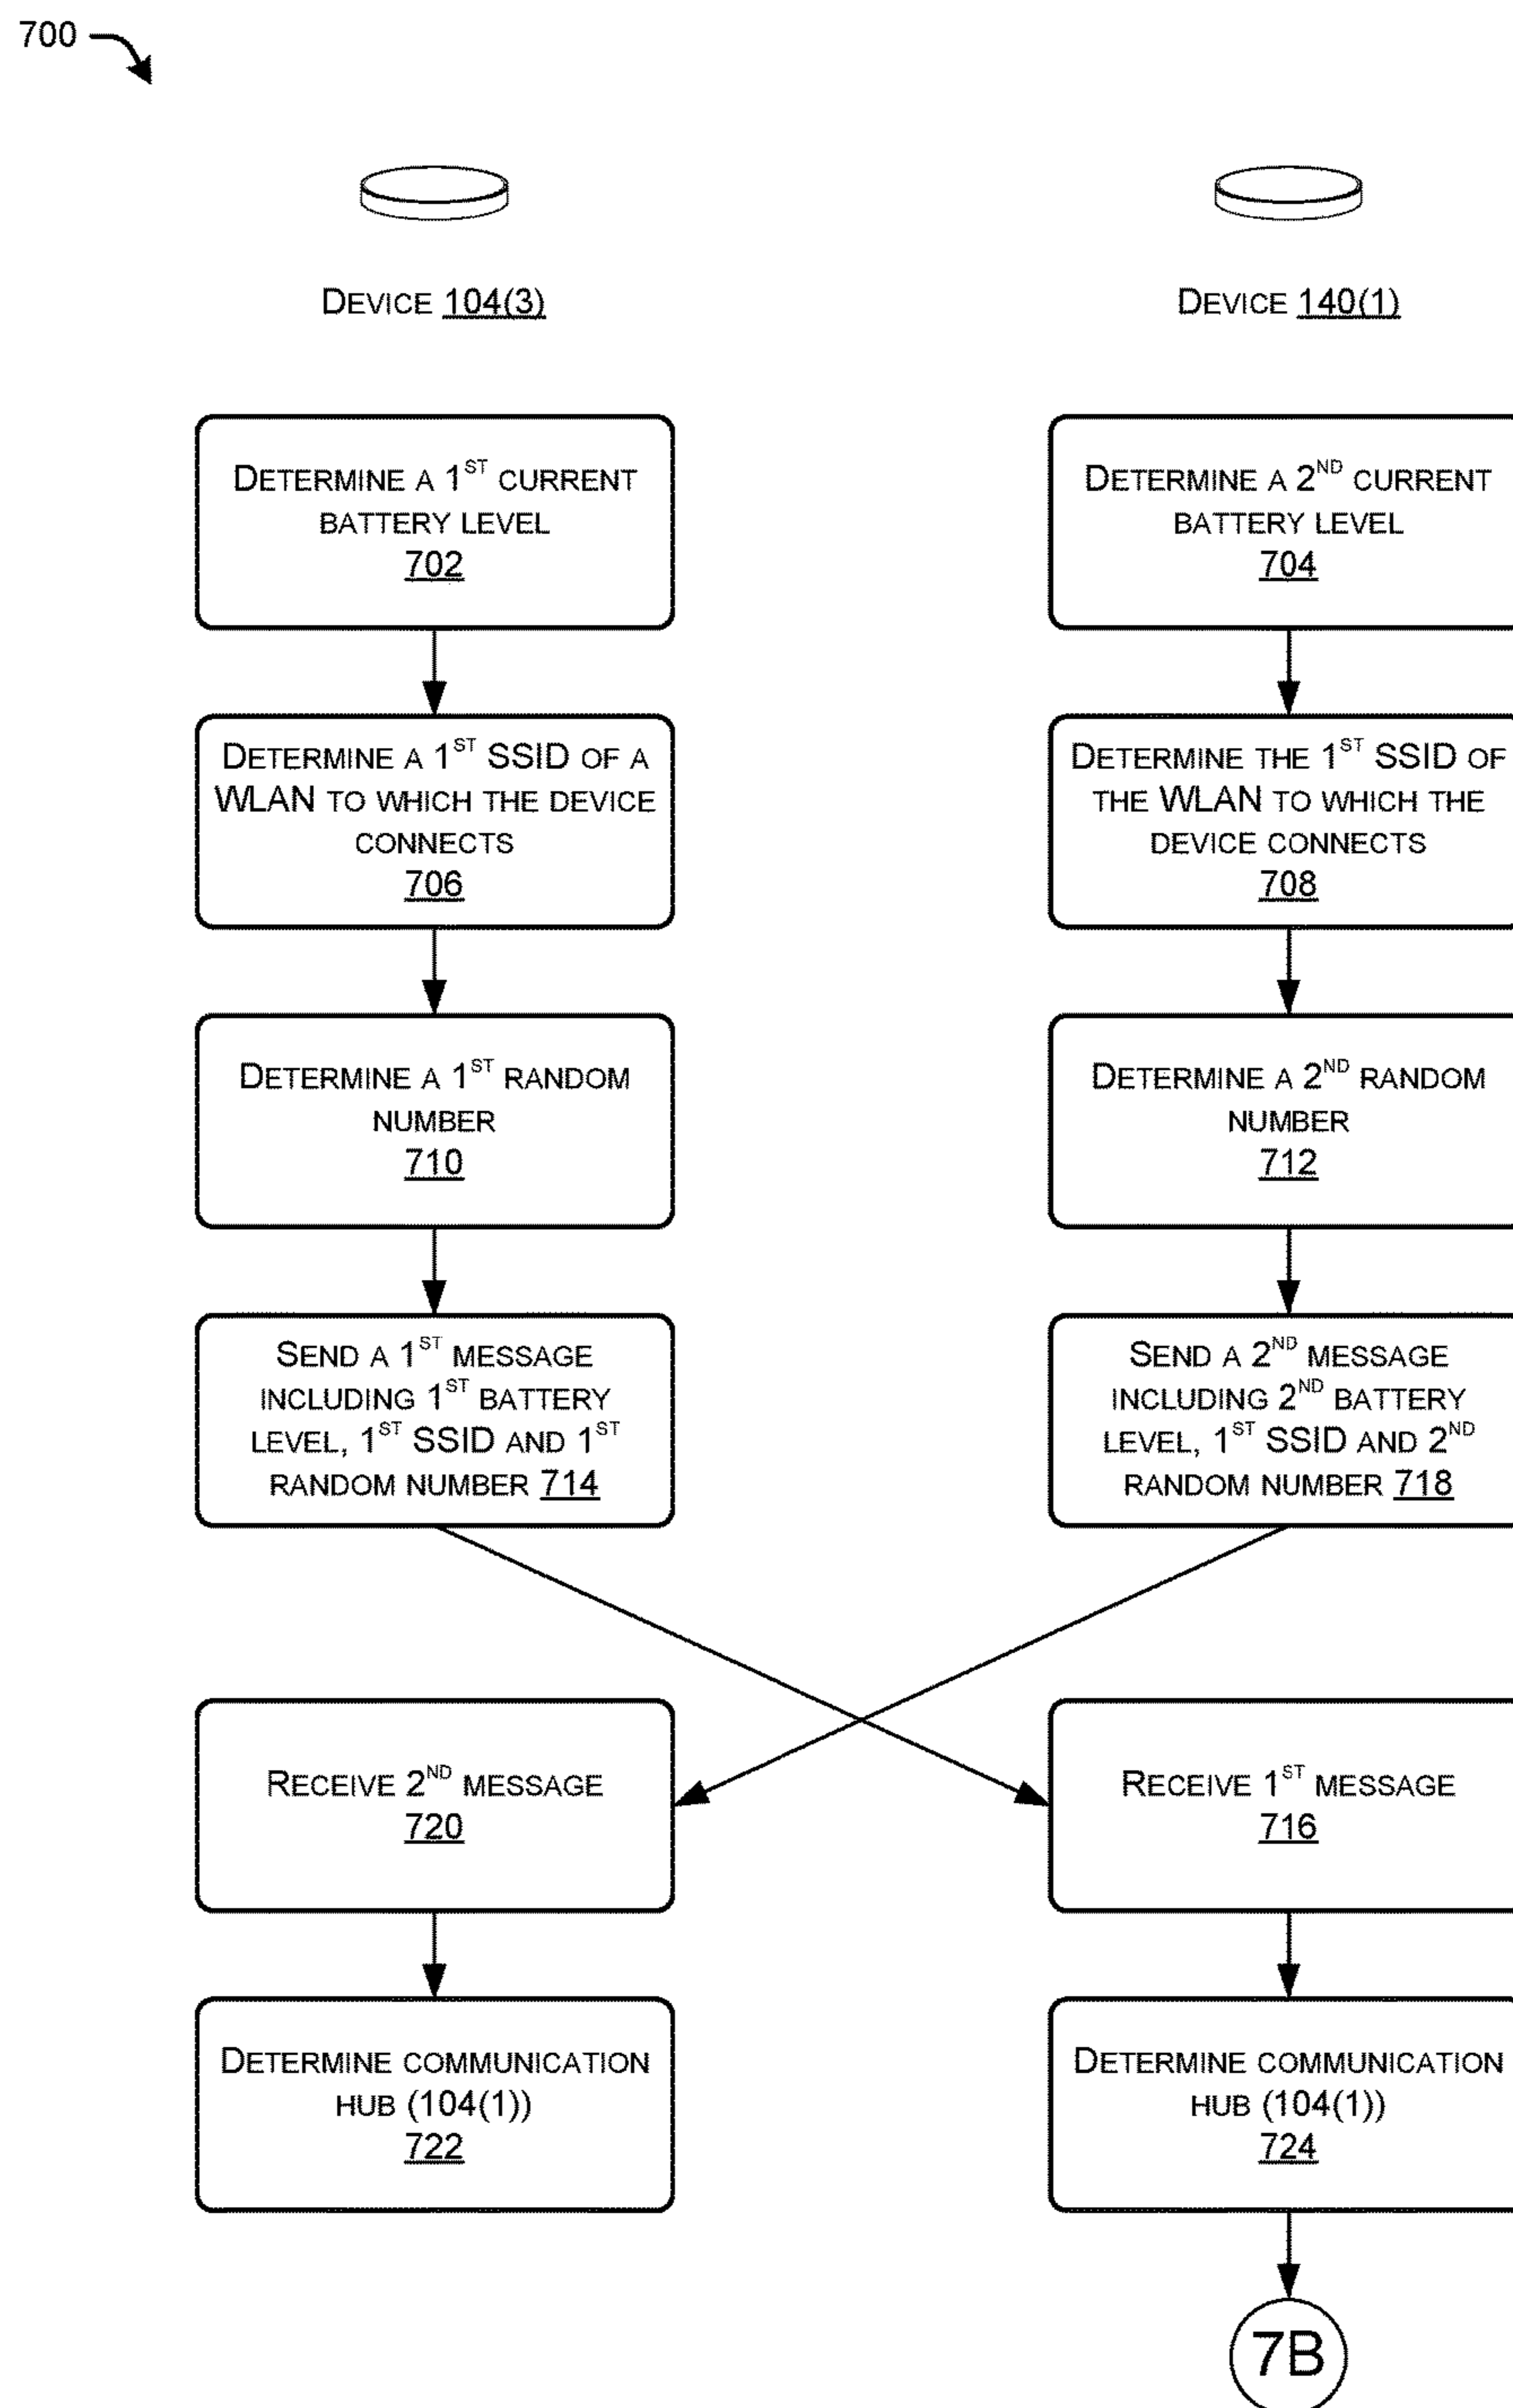 700
DEVICE 104(3)
DEVICE 140(1)
DETERMINE A 1ST CURRENT
BATTERY LEVEL
702
DETERMINE A 2ND CURRENT
BATTERY LEVEL
704
DETERMINE A 1ST SSID OF A
WLAN TO WHICH THE DEVICE
CONNECTS
706
DETERMINE THE 1ST SSID OF
THE WLAN TO WHICH THE
DEVICE CONNECTS
708
DETERMINE A 1ST RANDOM
NUMBER
710
DETERMINE A 2ND RANDOM
NUMBER
712
SEND A 1ST MESSAGE
INCLUDING 1ST BATTERY
LEVEL, 1ST SSID AND 1ST
RANDOM NUMBER 714
SEND A 2ND MESSAGE
INCLUDING 2ND BATTERY
LEVEL, 1ST SSID AND 2ND
RANDOM NUMBER 718
RECEIVE 2ND MESSAGE
720
RECEIVE 1ST MESSAGE
716
DETERMINE COMMUNICATION
HUB (104(1))
722
DETERMINE COMMUNICATION
HUB (104(1))
724
7B